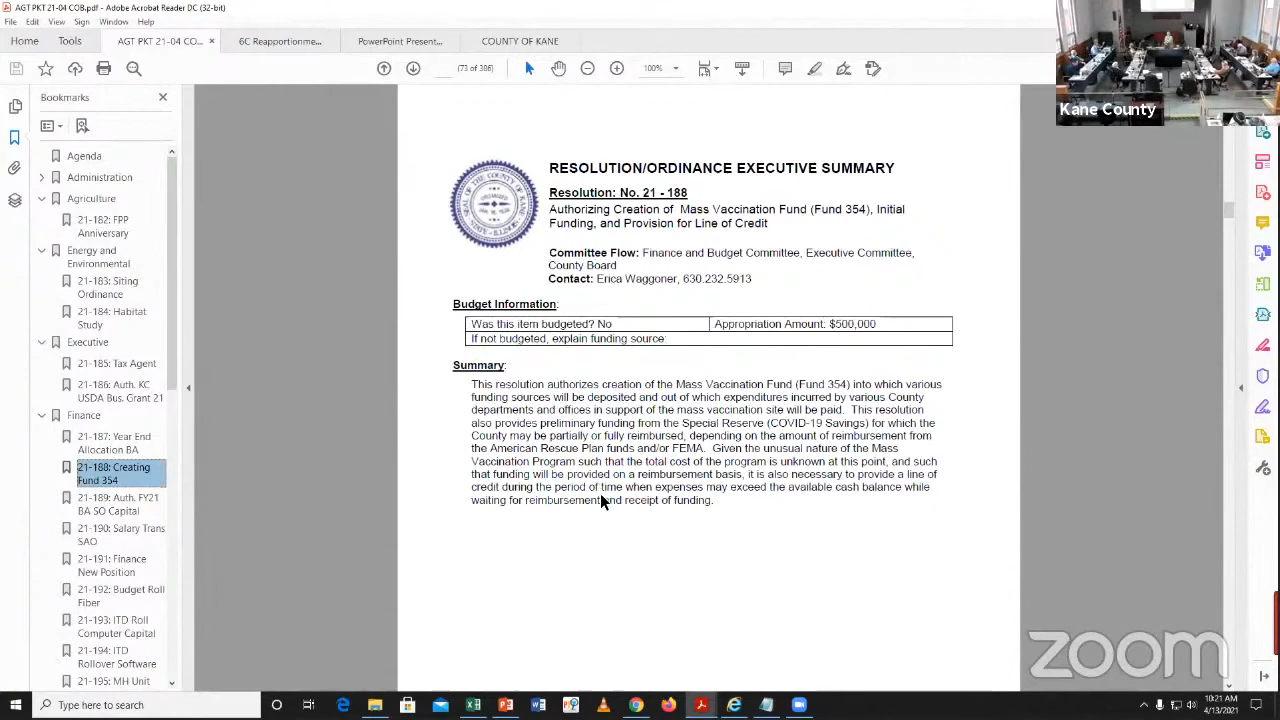 AGT PKT 21-04 COB.pdf - Adobe Acrobat Reader DC (32-bit)
File Edit View Sign Window Help
Home Tools AGT PKT 21-04 CO... × 6C Reapportionme... PowerPoint Present... COUNTY OF KANE
(73 of 386) 100%
Kane County
Bookmarks
Agenda
Administration
Agriculture
21-182: FPP
Anniversary
Energy and
Environmental
21-183: Siting
Ordinance
21-184: Habitat
Study
Executive
21-185: Tax Agent
21-186: Auth. KC
USDA Bus. Grant 21
Finance
21-187: Year End
Allocation BA
21-188: Creating
Fund 354
21-189: Auth. FY21
BA SO Capital
21-190: Salary Trans
SAO
21-191: Finance
New Position
21-192: Budget Roll
Fiber
21-193: ITD Roll
Computer Capital
21-194: ITD
Rollover Software
21-195: MH Unit
RESOLUTION/ORDINANCE EXECUTIVE SUMMARY
Resolution: No. 21 - 188
Authorizing Creation of Mass Vaccination Fund (Fund 354), Initial
Funding, and Provision for Line of Credit
Committee Flow: Finance and Budget Committee, Executive Committee,
County Board
Contact: Erica Waggoner, 630.232.5913
Budget Information:
Was this item budgeted? No Appropriation Amount: $500,000
If not budgeted, explain funding source:
Summary:
This resolution authorizes creation of the Mass Vaccination Fund (Fund 354) into which various
funding sources will be deposited and out of which expenditures incurred by various County
departments and offices in support of the mass vaccination site will be paid. This resolution
also provides preliminary funding from the Special Reserve (COVID-19 Savings) for which the
County may be partially or fully reimbursed, depending on the amount of reimbursement from
the American Rescue Plan funds and/or FEMA. Given the unusual nature of the Mass
Vaccination Program such that the total cost of the program is unknown at this point, and such
that funding will be provided on a reimbursement basis, it is also necessary to provide a line of
credit during the period of time when expenses may exceed the available cash balance while
waiting for reimbursement and receipt of funding.
zoom
Type here to search
10:21 AM
4/13/2021